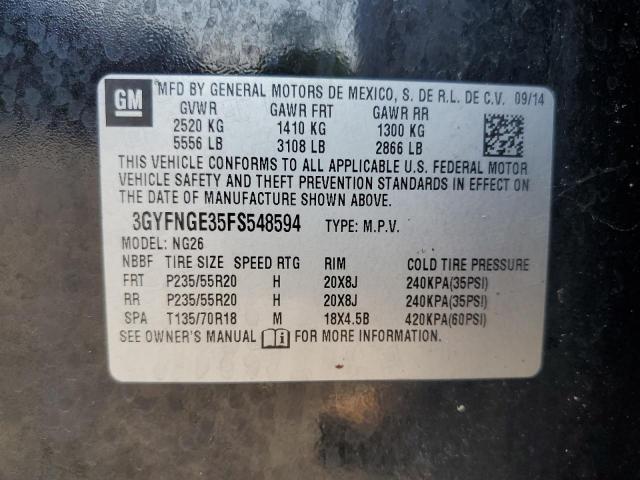 GM
MFD BY GENERAL MOTORS DE MEXICO, S. DE R.L. DE C.V. 09/14
GVWR GAWR FRT GAWR RR
2520 KG 1410 KG 1300 KG
5556 LB 3108 LB 2866 LB
THIS VEHICLE CONFORMS TO ALL APPLICABLE U.S. FEDERAL MOTOR
VEHICLE SAFETY AND THEFT PREVENTION STANDARDS IN EFFECT ON THE
DATE OF MANUFACTURE SHOWN ABOVE.
3GYFNGE35FS548594 TYPE: M.P.V.
MODEL: NG26
NBBF TIRE SIZE SPEED RTG RIM COLD TIRE PRESSURE
FRT P235/55R20 H 20X8J 240KPA(35PSI)
RR P235/55R20 H 20X8J 240KPA(35PSI)
SPA T135/70R18 M 18X4.5B 420KPA(60PSI)
SEE OWNER'S MANUAL FOR MORE INFORMATION.